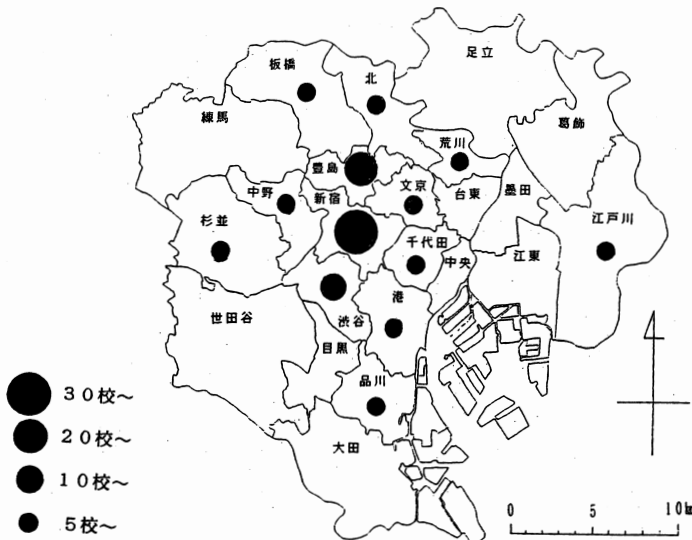 足立
板橋
北
練馬
葛飾
荒川
豊島
中野
新宿
文京
台東
墨田
杉並
江戸川
千代田
中央
江東
世田谷
港
渋谷
目黒
品川
大田
30校～
20校～
10校～
5校～
0 5 10km